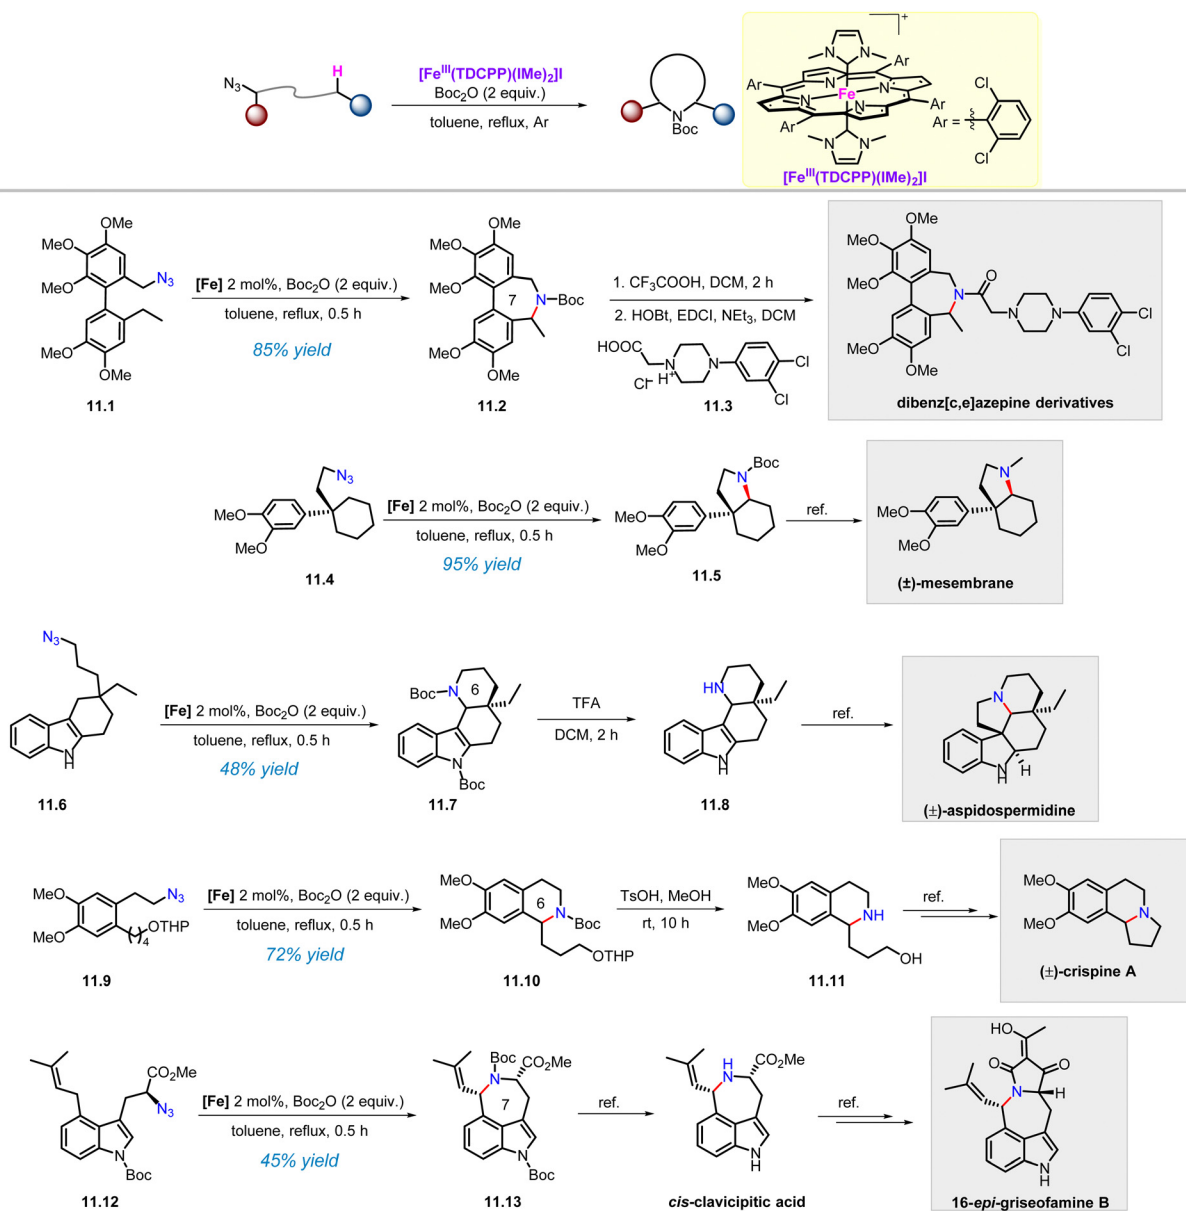 N₃
H
[Feᴵᴵᴵ(TDCPP)(IMe)₂]I
Boc₂O (2 equiv.)
toluene, reflux, Ar
N
Boc
N N
Ar Ar
Ar Ar
N N Fe N N
N N
+
Ar =
Cl
Cl
[Feᴵᴵᴵ(TDCPP)(IMe)₂]I
OMe
MeO
MeO
N₃
MeO
OMe
11.1
[Fe] 2 mol%, Boc₂O (2 equiv.)
toluene, reflux, 0.5 h
85% yield
OMe
MeO
MeO
7
N Boc
MeO
OMe
11.2
1. CF₃COOH, DCM, 2 h
2. HOBt, EDCI, NEt₃, DCM
HOOC
N
H⁺
Cl⁻
N
Cl
Cl
11.3
OMe
MeO
MeO
O
N
N
N
Cl
Cl
MeO
OMe
dibenz[c,e]azepine derivatives
N₃
1
MeO
MeO
11.4
[Fe] 2 mol%, Boc₂O (2 equiv.)
toluene, reflux, 0.5 h
95% yield
Boc
N
5
MeO
MeO
11.5
ref.
N
MeO
MeO
(±)-mesembrane
N₃
N
H
11.6
[Fe] 2 mol%, Boc₂O (2 equiv.)
toluene, reflux, 0.5 h
48% yield
6
Boc N
N
Boc
11.7
TFA
DCM, 2 h
HN
N
H
11.8
ref.
N
N
H
H
(±)-aspidospermidine
MeO
MeO
N₃
( )₄ OTHP
11.9
[Fe] 2 mol%, Boc₂O (2 equiv.)
toluene, reflux, 0.5 h
72% yield
MeO
MeO
6
N Boc
OTHP
11.10
TsOH, MeOH
rt, 10 h
MeO
MeO
NH
OH
11.11
ref.
MeO
MeO
N
(±)-crispine A
CO₂Me
N₃
N
Boc
11.12
[Fe] 2 mol%, Boc₂O (2 equiv.)
toluene, reflux, 0.5 h
45% yield
Boc
N
CO₂Me
7
N
Boc
11.13
ref.
H
N
CO₂Me
N
H
cis-clavicipitic acid
ref.
HO
O
O
N
H
N
H
16-epi-griseofamine B